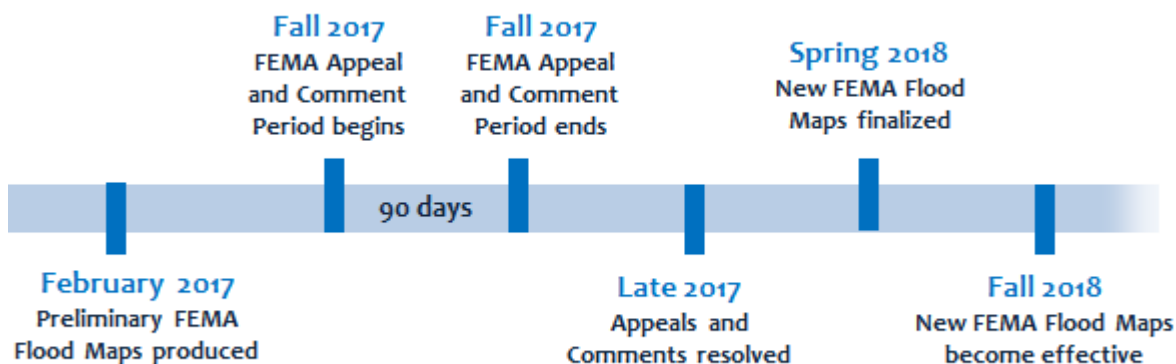 Fall 2017
FEMA Appeal
and Comment
Period begins
Fall 2017
FEMA Appeal
and Comment
Period ends
Spring 2018
New FEMA Flood
Maps finalized
90 days
February 2017
Preliminary FEMA
Flood Maps produced
Late 2017
Appeals and
Comments resolved
Fall 2018
New FEMA Flood Maps
become effective